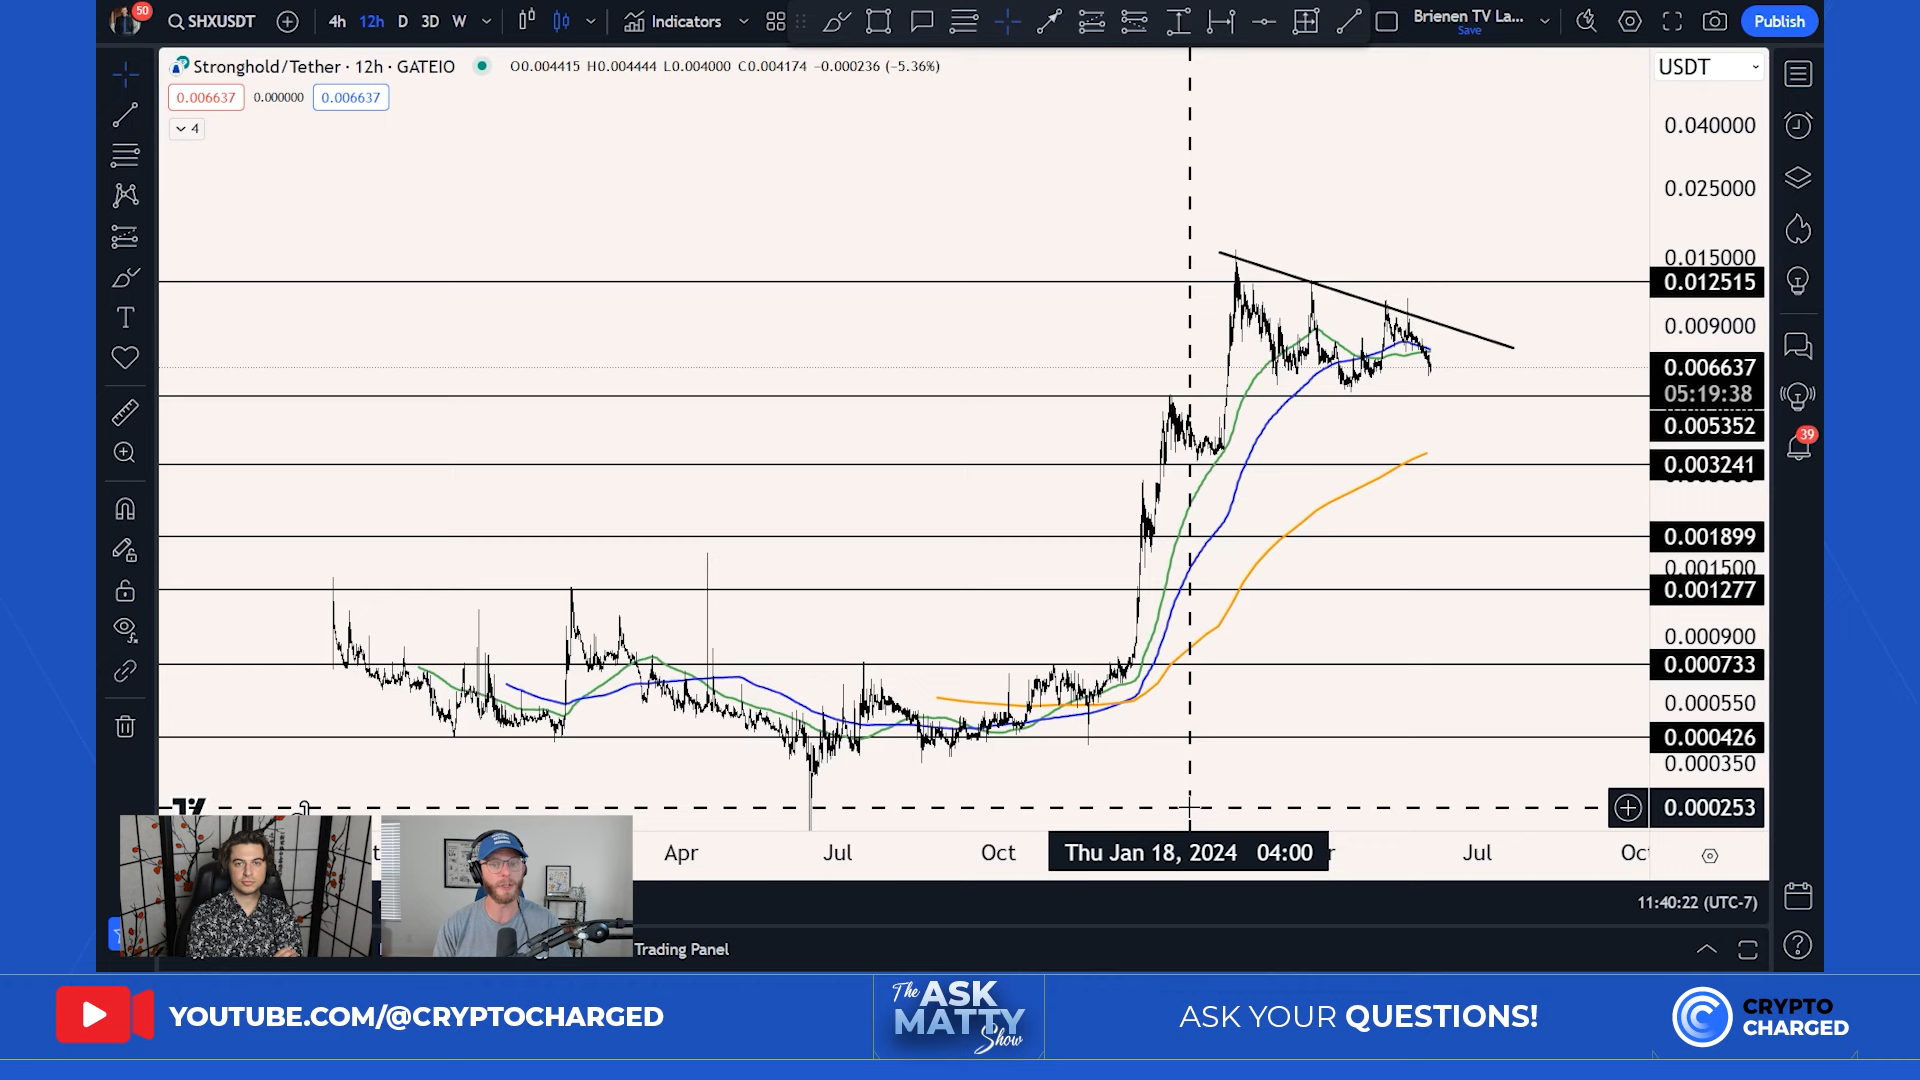 50
SHXUSDT
4h 12h D 3D W
Indicators
Brienen TV La...
Save
Publish
Stronghold/Tether · 12h · GATEIO
O0.004415 H0.004444 L0.004000 C0.004174 −0.000236 (−5.36%)
0.006637 0.000000 0.006637
4
USDT
0.040000
0.025000
0.015000
0.012515
0.009000
0.006637
05:19:38
0.005352
0.003241
0.001899
0.001500
0.001277
0.000900
0.000733
0.000550
0.000426
0.000350
0.000253
39
Apr
Jul
Oct
Thu Jan 18, 2024 04:00
Jul
11:40:22 (UTC-7)
Trading Panel
YOUTUBE.COM/@CRYPTOCHARGED
The ASK MATTY Show
ASK YOUR QUESTIONS!
CRYPTO
CHARGED